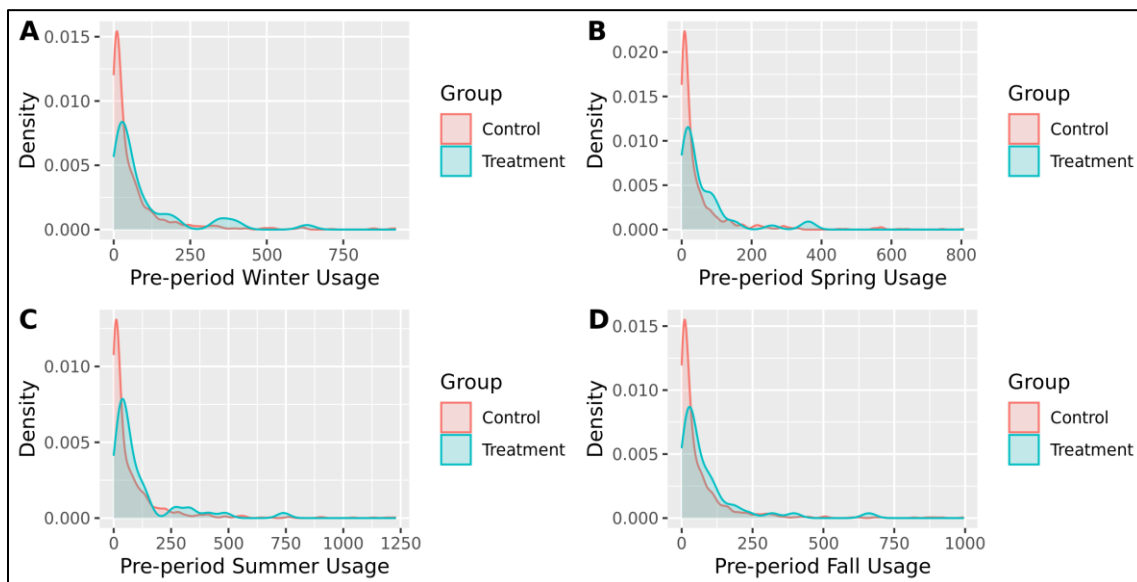 A
0.015
0.010
0.005
0.000
Density
0
250
500
750
Pre-period Winter Usage
Group
Control
Treatment
B
0.020
0.015
0.010
0.005
0.000
Density
0
200
400
600
800
Pre-period Spring Usage
Group
Control
Treatment
C
0.010
0.005
0.000
Density
0
250
500
750
1000
1250
Pre-period Summer Usage
Group
Control
Treatment
D
0.015
0.010
0.005
0.000
Density
0
250
500
750
1000
Pre-period Fall Usage
Group
Control
Treatment